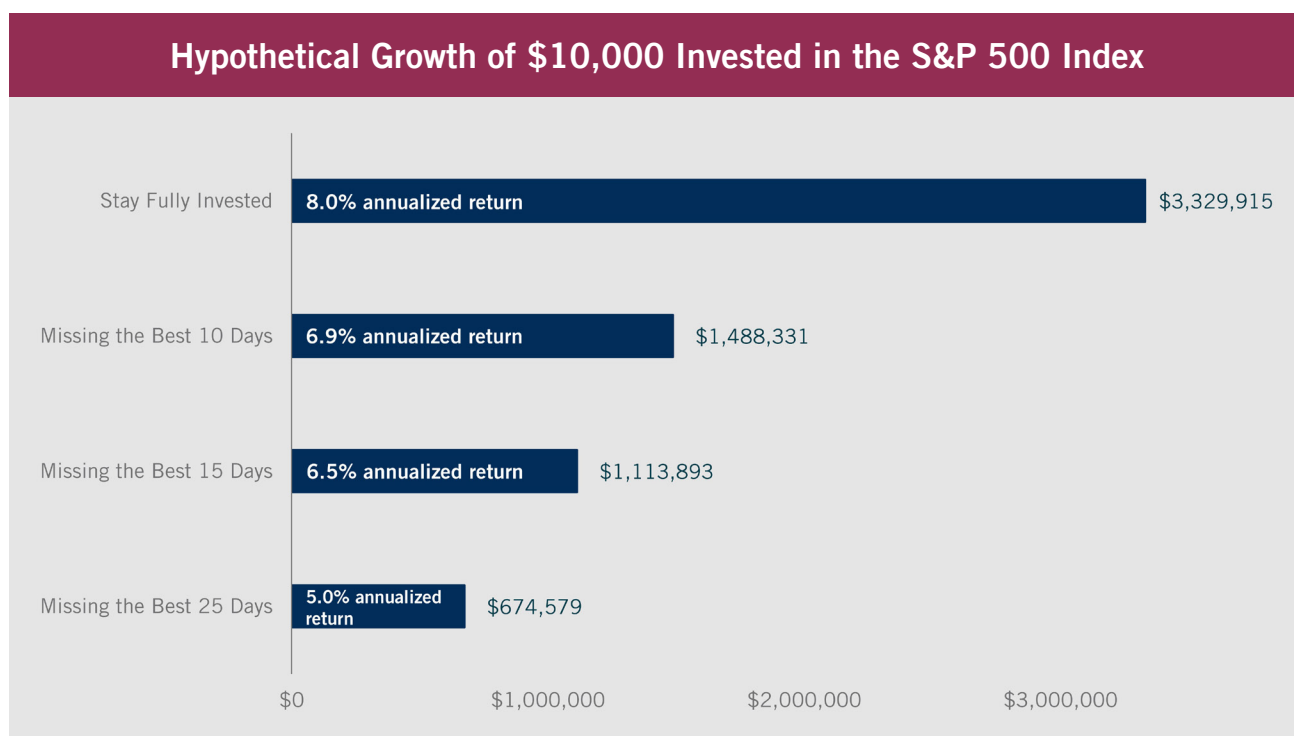 Hypothetical Growth of $10,000 Invested in the S&P 500 Index
Stay Fully Invested
8.0% annualized return
$3,329,915
Missing the Best 10 Days
6.9% annualized return
$1,488,331
Missing the Best 15 Days
6.5% annualized return
$1,113,893
Missing the Best 25 Days
5.0% annualized
return
$674,579
$0
$1,000,000
$2,000,000
$3,000,000